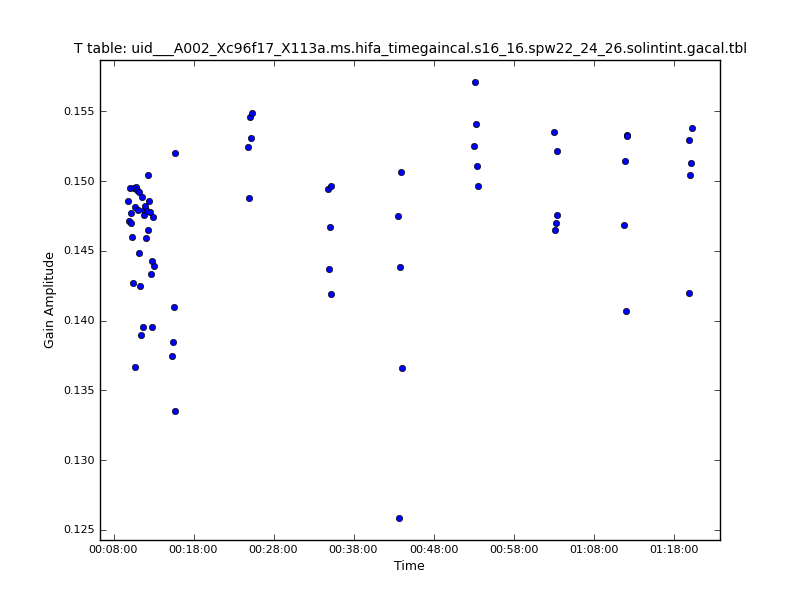 T table: uid___A002_Xc96f17_X113a.ms.hifa_timegaincal.s16_16.spw22_24_26.solintint.gacal.tbl
0.155
0.150
0.145
0.140
0.135
0.130
0.125
Gain Amplitude
00:08:00 00:18:00 00:28:00 00:38:00 00:48:00 00:58:00 01:08:00 01:18:00
Time